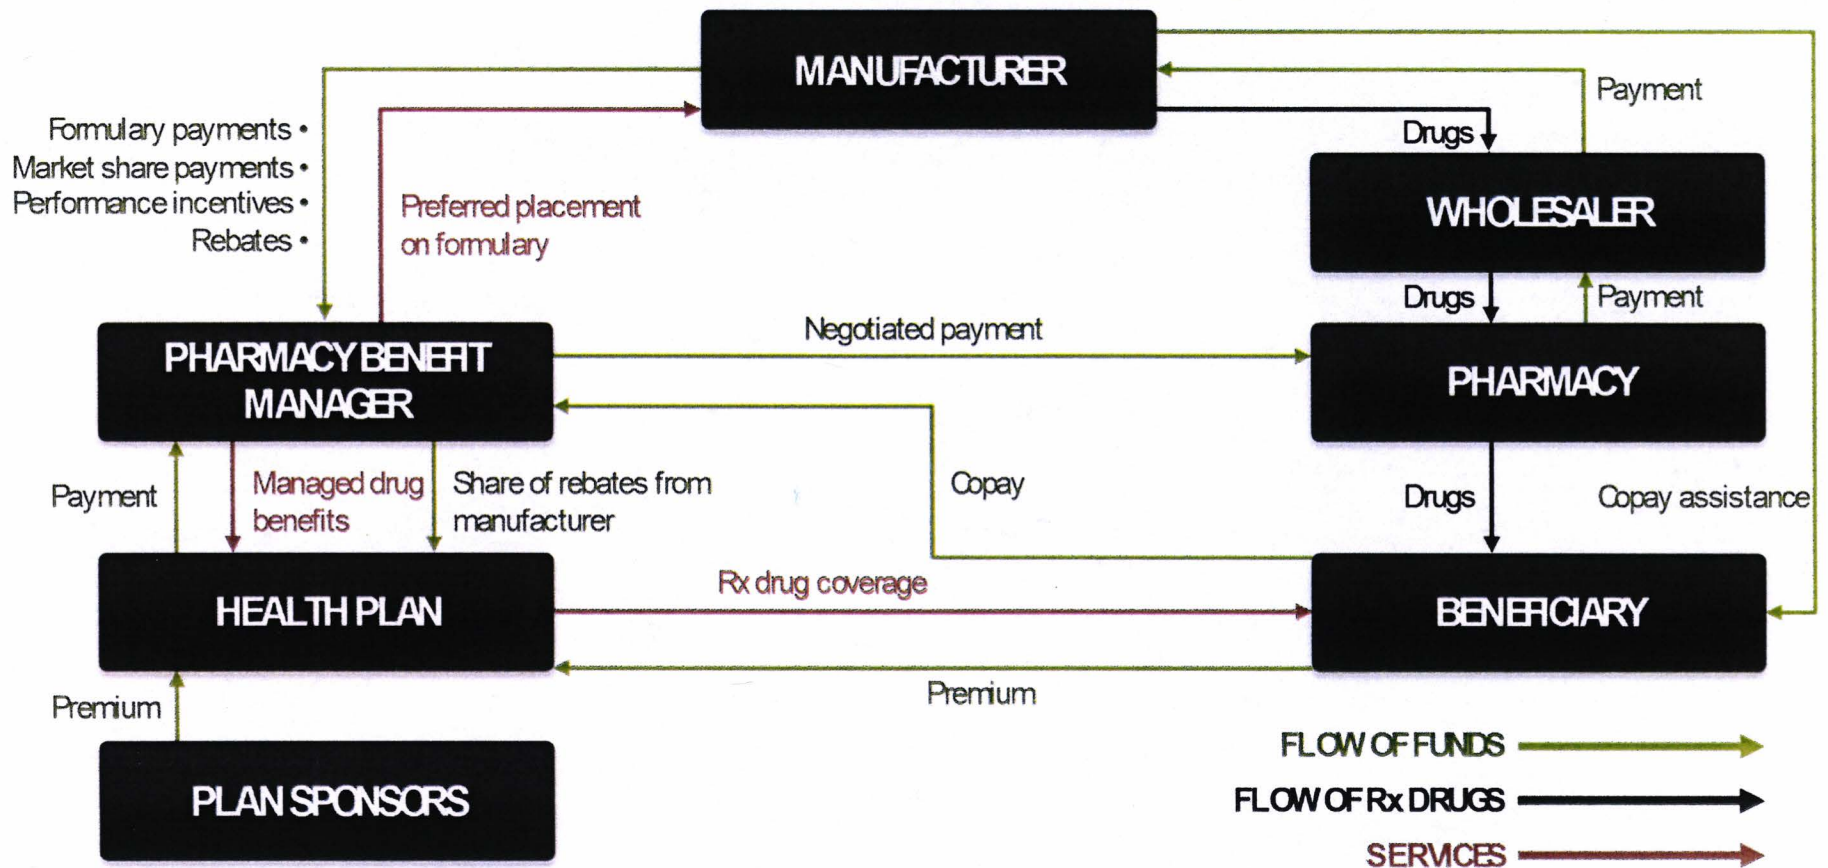 MANUFACTURER
Payment
Drugs
Formulary payments •
Market share payments •
Performance incentives •
Rebates •
Preferred placement
on formulary
WHOLESALER
Drugs
Payment
PHARMACY BENEFIT
MANAGER
Negotiated payment
PHARMACY
Payment
Managed drug
benefits
Share of rebates from
manufacturer
Copay
Drugs
Copay assistance
HEALTH PLAN
Rx drug coverage
BENEFICIARY
Premium
Premium
PLAN SPONSORS
FLOW OF FUNDS
FLOW OF Rx DRUGS
SERVICES